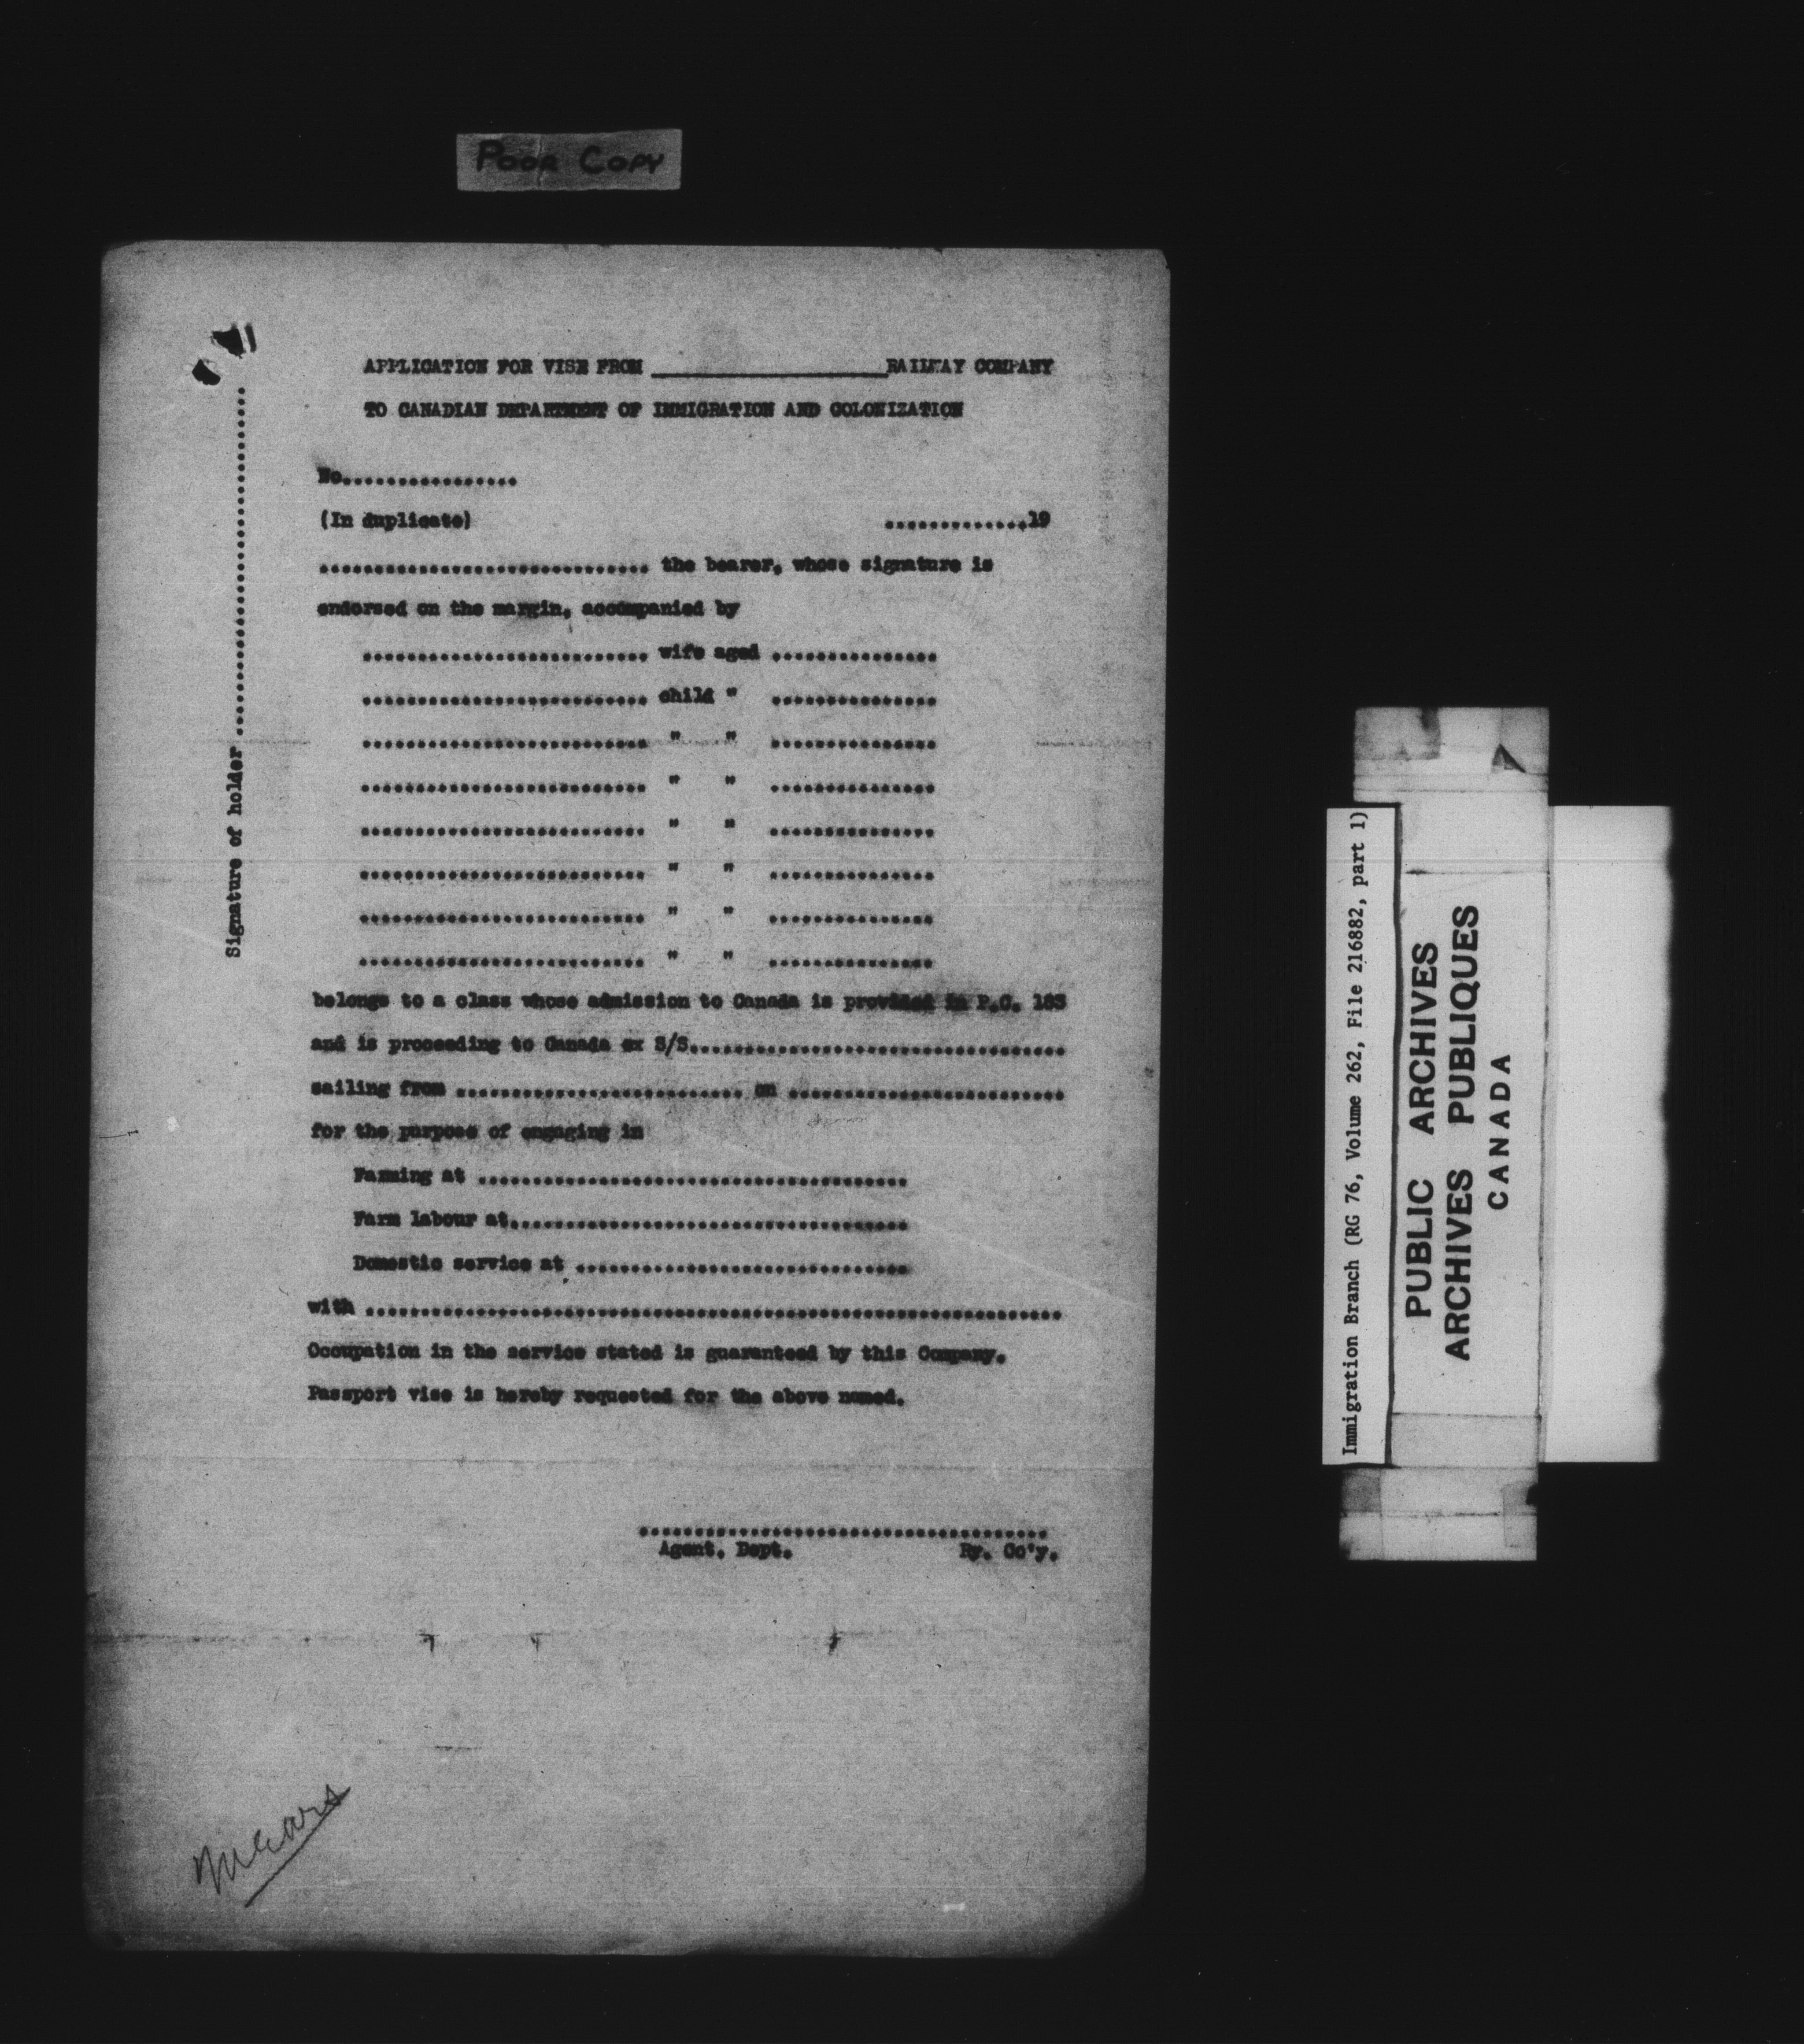 POOR COPY
APPLICATION FOR VISE FROM ____________________RAILWAY COMPANY
TO CANADIAN DEPARTMENT OF IMMIGRATION AND COLONIZATION
No................
(In duplicate) .............19
.............................. the bearer, whose signature is
endorsed on the margin, accompanied by
.......................... wife aged ...............
.......................... child " ...............
.......................... " " ...............
.......................... " " ...............
.......................... " " ...............
.......................... " " ...............
.......................... " " ...............
.......................... " " ...............
belongs to a class whose admission to Canada is provided in P.C. 183
and is proceeding to Canada ex S/S..................................
sailing from .......................... on .........................
for the purpose of engaging in
Farming at .......................................
Farm labour at....................................
Domestic service at ..............................
with ................................................................
Occupation in the service stated is guaranteed by this Company.
Passport vise is hereby requested for the above named.
.....................................
Agent. Dept. Ry. Co'y.
Signature of holder ................................
Immigration Branch (RG 76, Volume 262, File 216882, part 1)
PUBLIC ARCHIVES
ARCHIVES PUBLIQUES
CANADA